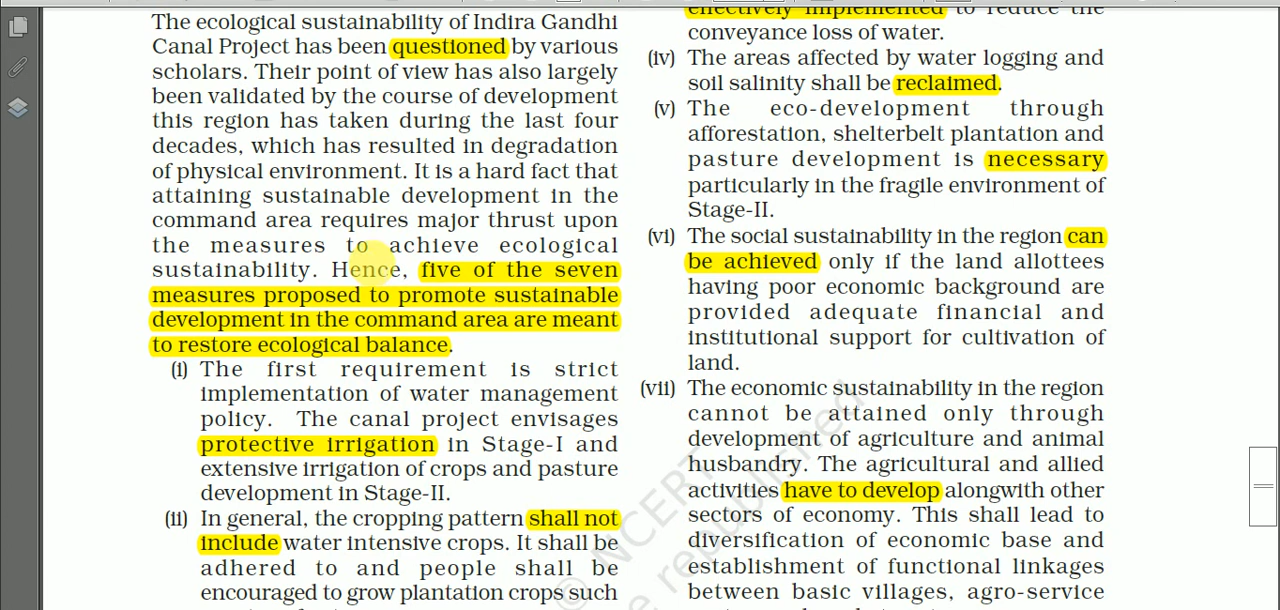 The ecological sustainability of Indira Gandhi
Canal Project has been questioned by various
scholars. Their point of view has also largely
been validated by the course of development
this region has taken during the last four
decades, which has resulted in degradation
of physical environment. It is a hard fact that
attaining sustainable development in the
command area requires major thrust upon
the measures to achieve ecological
sustainability. Hence, five of the seven
measures proposed to promote sustainable
development in the command area are meant
to restore ecological balance.
(i) The first requirement is strict
implementation of water management
policy. The canal project envisages
protective irrigation in Stage-I and
extensive irrigation of crops and pasture
development in Stage-II.
(ii) In general, the cropping pattern shall not
include water intensive crops. It shall be
adhered to and people shall be
encouraged to grow plantation crops such
effectively implemented to reduce the
conveyance loss of water.
(iv) The areas affected by water logging and
soil salinity shall be reclaimed.
(v) The eco-development through
afforestation, shelterbelt plantation and
pasture development is necessary
particularly in the fragile environment of
Stage-II.
(vi) The social sustainability in the region can
be achieved only if the land allottees
having poor economic background are
provided adequate financial and
institutional support for cultivation of
land.
(vii) The economic sustainability in the region
cannot be attained only through
development of agriculture and animal
husbandry. The agricultural and allied
activities have to develop alongwith other
sectors of economy. This shall lead to
diversification of economic base and
establishment of functional linkages
between basic villages, agro-service
© NCERT
republished